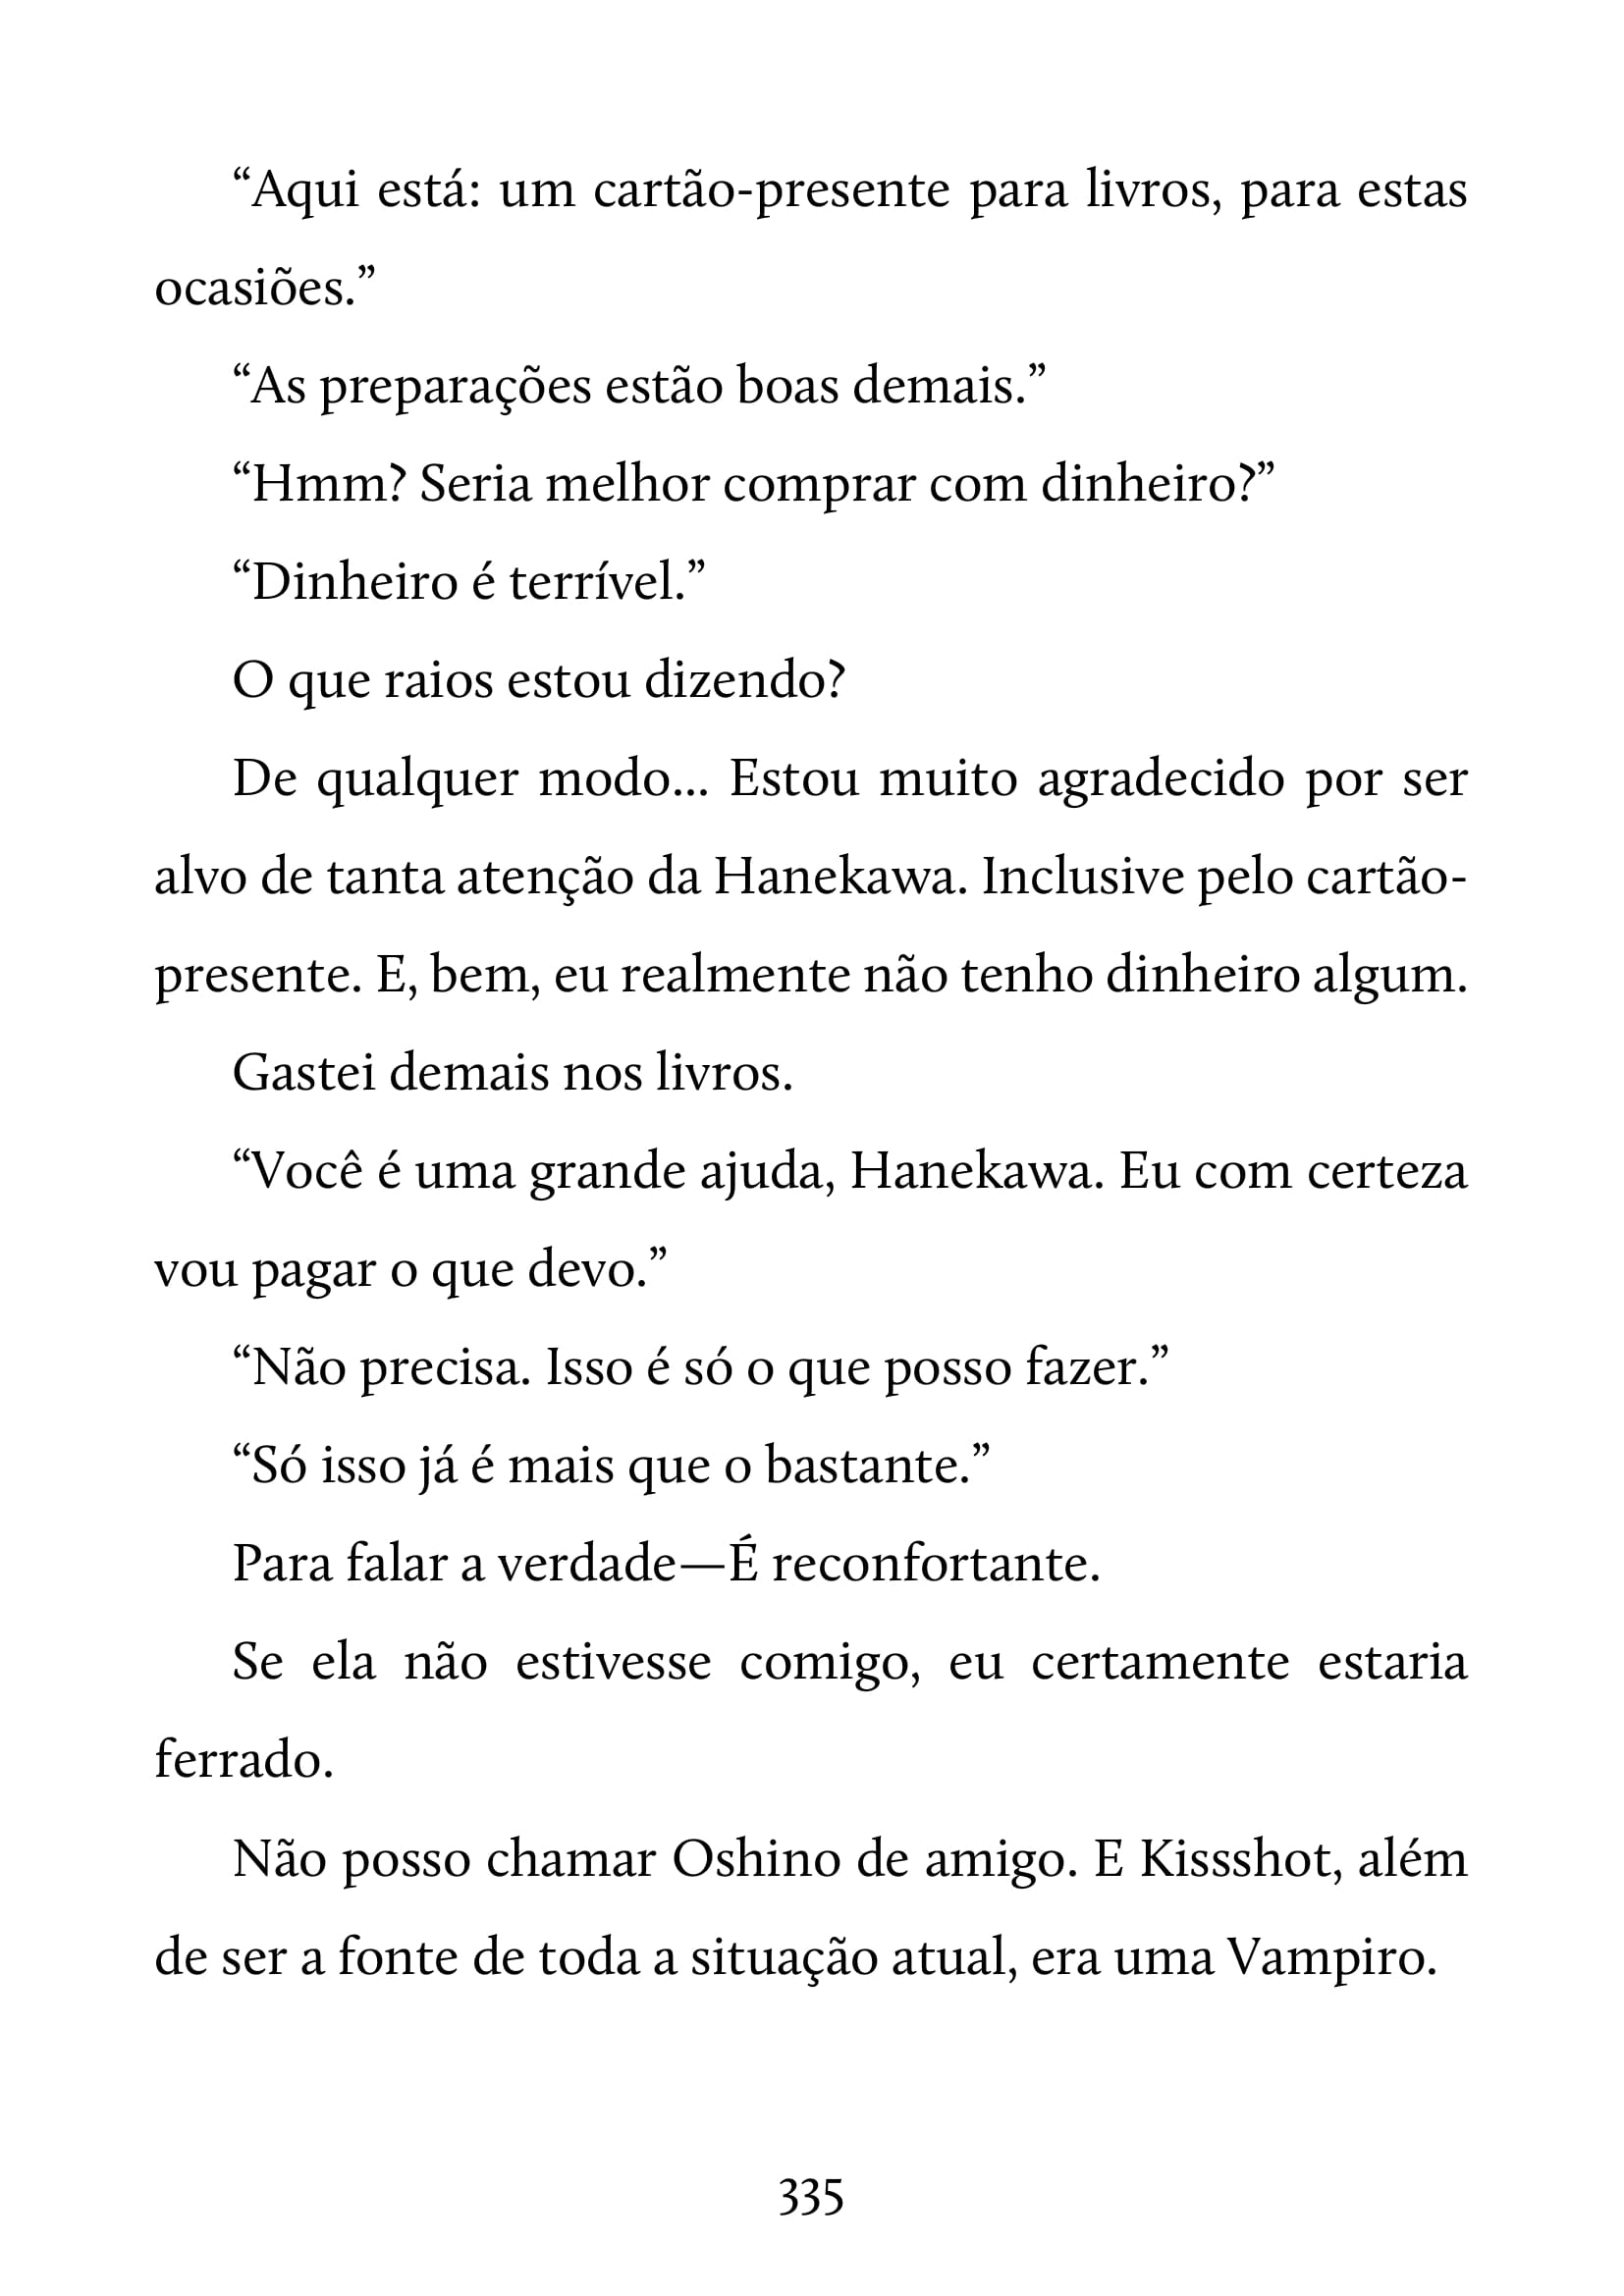 “Aqui está: um cartão-presente para livros, para estas
ocasiões.”
“As preparações estão boas demais.”
“Hmm? Seria melhor comprar com dinheiro?”
“Dinheiro é terrível.”
O que raios estou dizendo?
De qualquer modo... Estou muito agradecido por ser
alvo de tanta atenção da Hanekawa. Inclusive pelo cartão-
presente. E, bem, eu realmente não tenho dinheiro algum.
Gastei demais nos livros.
“Você é uma grande ajuda, Hanekawa. Eu com certeza
vou pagar o que devo.”
“Não precisa. Isso é só o que posso fazer.”
“Só isso já é mais que o bastante.”
Para falar a verdade—É reconfortante.
Se ela não estivesse comigo, eu certamente estaria
ferrado.
Não posso chamar Oshino de amigo. E Kissshot, além
de ser a fonte de toda a situação atual, era uma Vampiro.
335